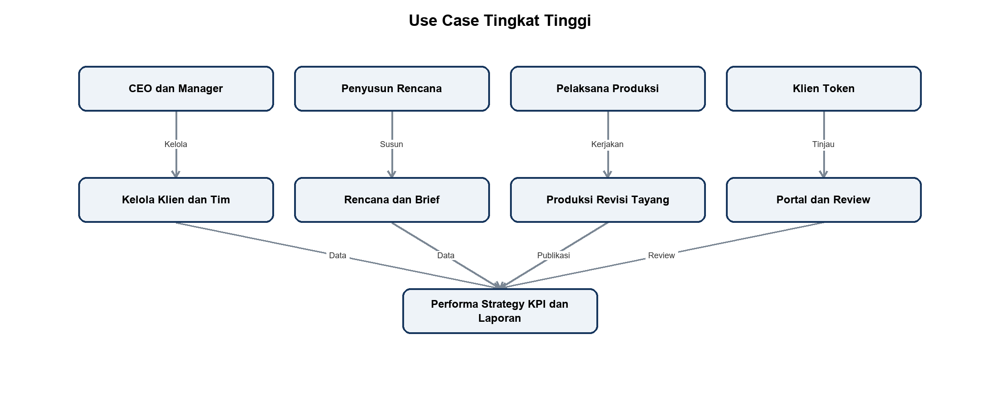 Use Case Tingkat Tinggi
CEO dan Manager
Penyusun Rencana
Pelaksana Produksi
Klien Token
Kelola
Susun
Kerjakan
Tinjau
Kelola Klien dan Tim
Rencana dan Brief
Produksi Revisi Tayang
Portal dan Review
Data
Data
Publikasi
Review
Performa Strategy KPI dan
Laporan